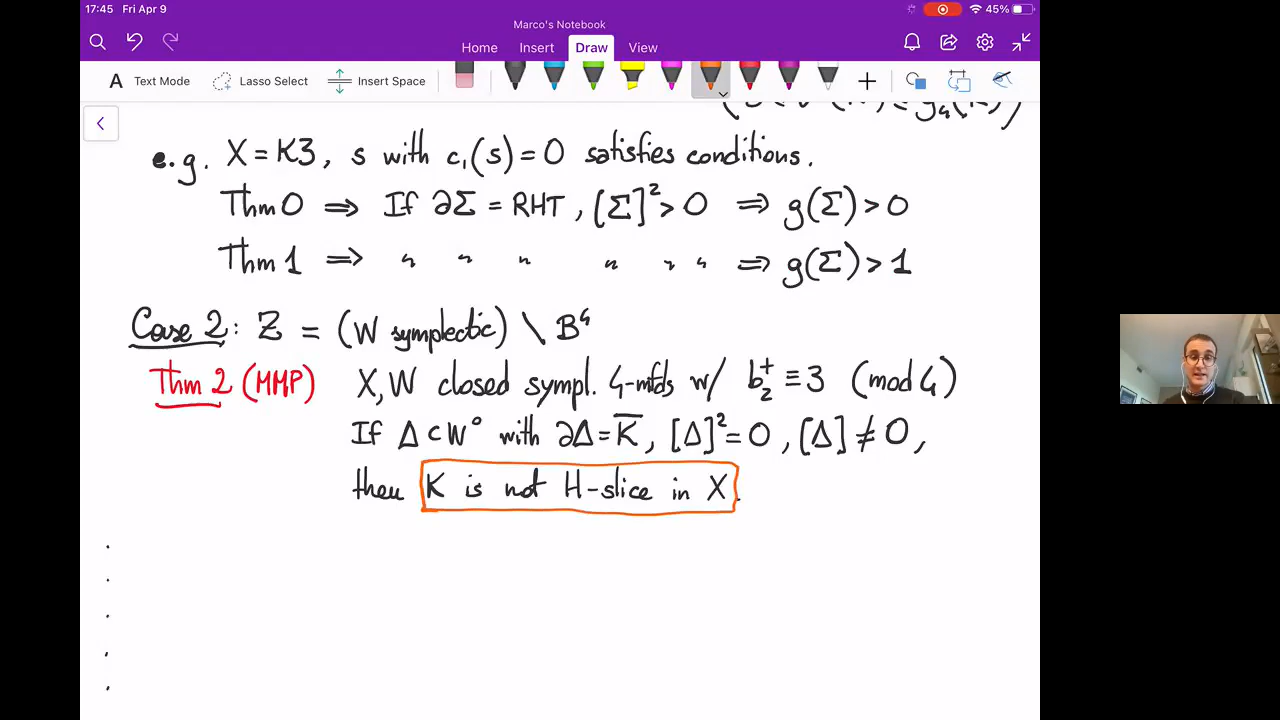 17:45 Fri Apr 9
45%
Marco's Notebook
Home Insert Draw View
A Text Mode Lasso Select Insert Space
e.g. X = K3, s with c₁(s) = 0 satisfies conditions.
Thm 0 ⇒ If ∂Σ = RHT, [Σ]² > 0 ⇒ g(Σ) > 0
Thm 1 ⇒ " " " " " " ⇒ g(Σ) > 1
Case 2: Z = (W symplectic) \ B⁴
Thm 2 (MMP) X, W closed sympl. 4-mfds w/ b₂⁺ ≡ 3 (mod 4)
If Δ ⊂ W° with ∂Δ = K̅, [Δ]² = 0, [Δ] ≠ 0,
then K is not H-slice in X.